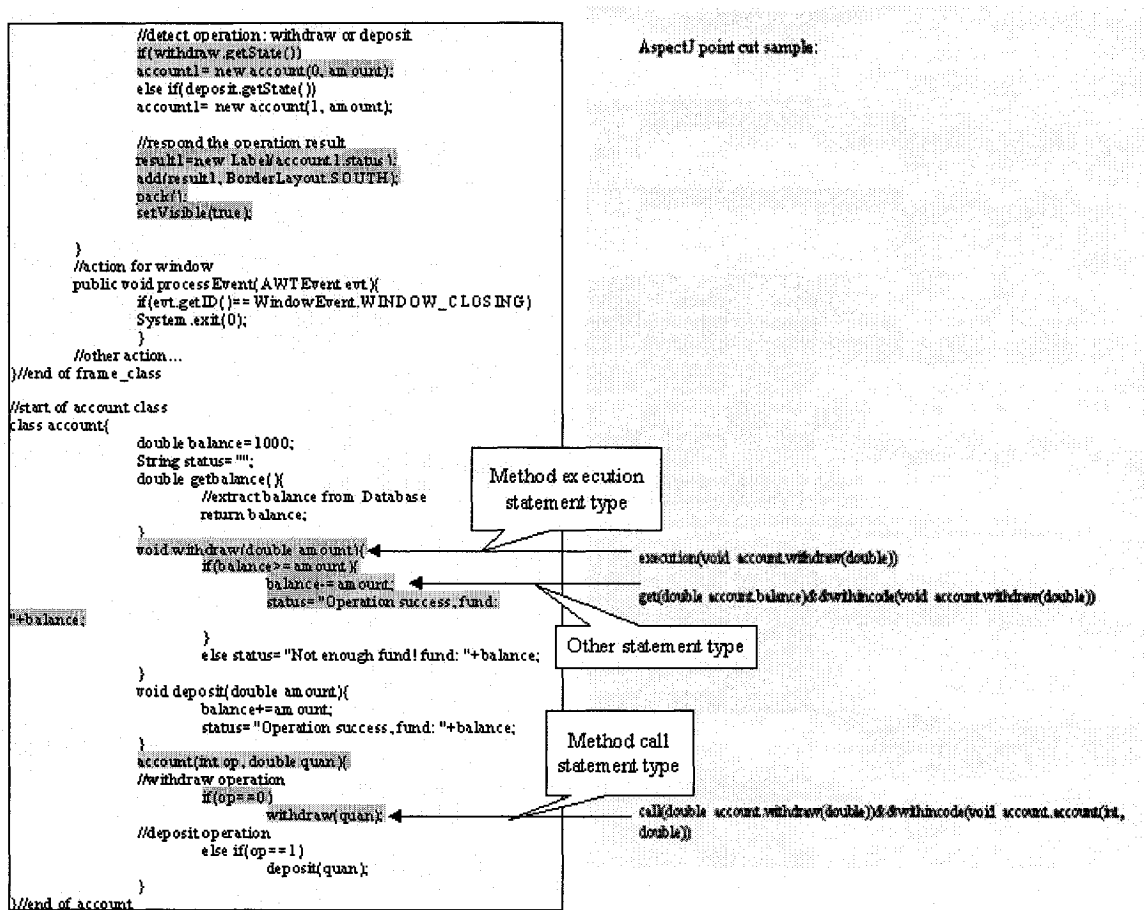 //detect operation: withdraw or deposit
if(withdraw.getState())
account1= new account(0, amount);
else if(deposit.getState())
account1= new account(1, amount);
//respond the operation result
result1=new Label(account1.status);
add(result1, BorderLayout.SOUTH);
pack();
setVisible(true);
}
//action for window
public void processEvent(AWTEvent evt){
if(evt.getID()== WindowEvent.WINDOW_CLOSING)
System.exit(0);
}
//other action...
}//end of frame_class
//start of account class
class account{
double balance=1000;
String status="";
double getbalance(){
//extract balance from Database
return balance;
}
void withdraw(double amount){
if(balance>=amount){
balance-=amount;
status="Operation success, fund:
"+balance;
}
else status="Not enough fund! fund: "+balance;
}
void deposit(double amount){
balance+=amount;
status="Operation success, fund: "+balance;
}
account(int op, double quan){
//withdraw operation
if(op==0)
withdraw(quan);
//deposit operation
else if(op==1)
deposit(quan);
}
}//end of account
AspectJ point cut sample:
Method execution
statement type
execution(void account.withdraw(double))
get(double account.balance)&&withincode(void account.withdraw(double))
Other statement type
Method call
statement type
call(double account.withdraw(double))&&withincode(void account.account(int,
double))